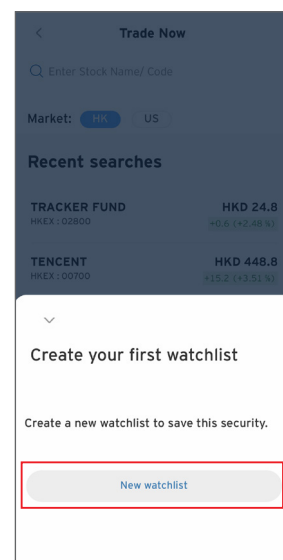 Trade Now
Enter Stock Name/ Code
Market: HK US
Recent searches
TRACKER FUND HKD 24.8
HKEX : 02800 +0.6 (+2.48 %)
TENCENT HKD 448.8
HKEX : 00700 +15.2 (+3.51 %)
Create your first watchlist
Create a new watchlist to save this security.
New watchlist